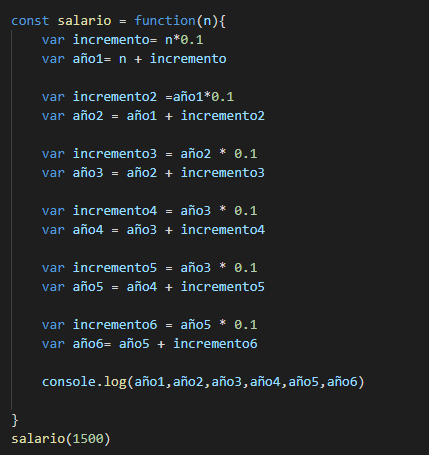 const salario = function(n){
var incremento= n*0.1
var año1= n + incremento
var incremento2 =año1*0.1
var año2 = año1 + incremento2
var incremento3 = año2 * 0.1
var año3 = año2 + incremento3
var incremento4 = año3 * 0.1
var año4 = año3 + incremento4
var incremento5 = año3 * 0.1
var año5 = año4 + incremento5
var incremento6 = año5 * 0.1
var año6= año5 + incremento6
console.log(año1,año2,año3,año4,año5,año6)
}
salario(1500)